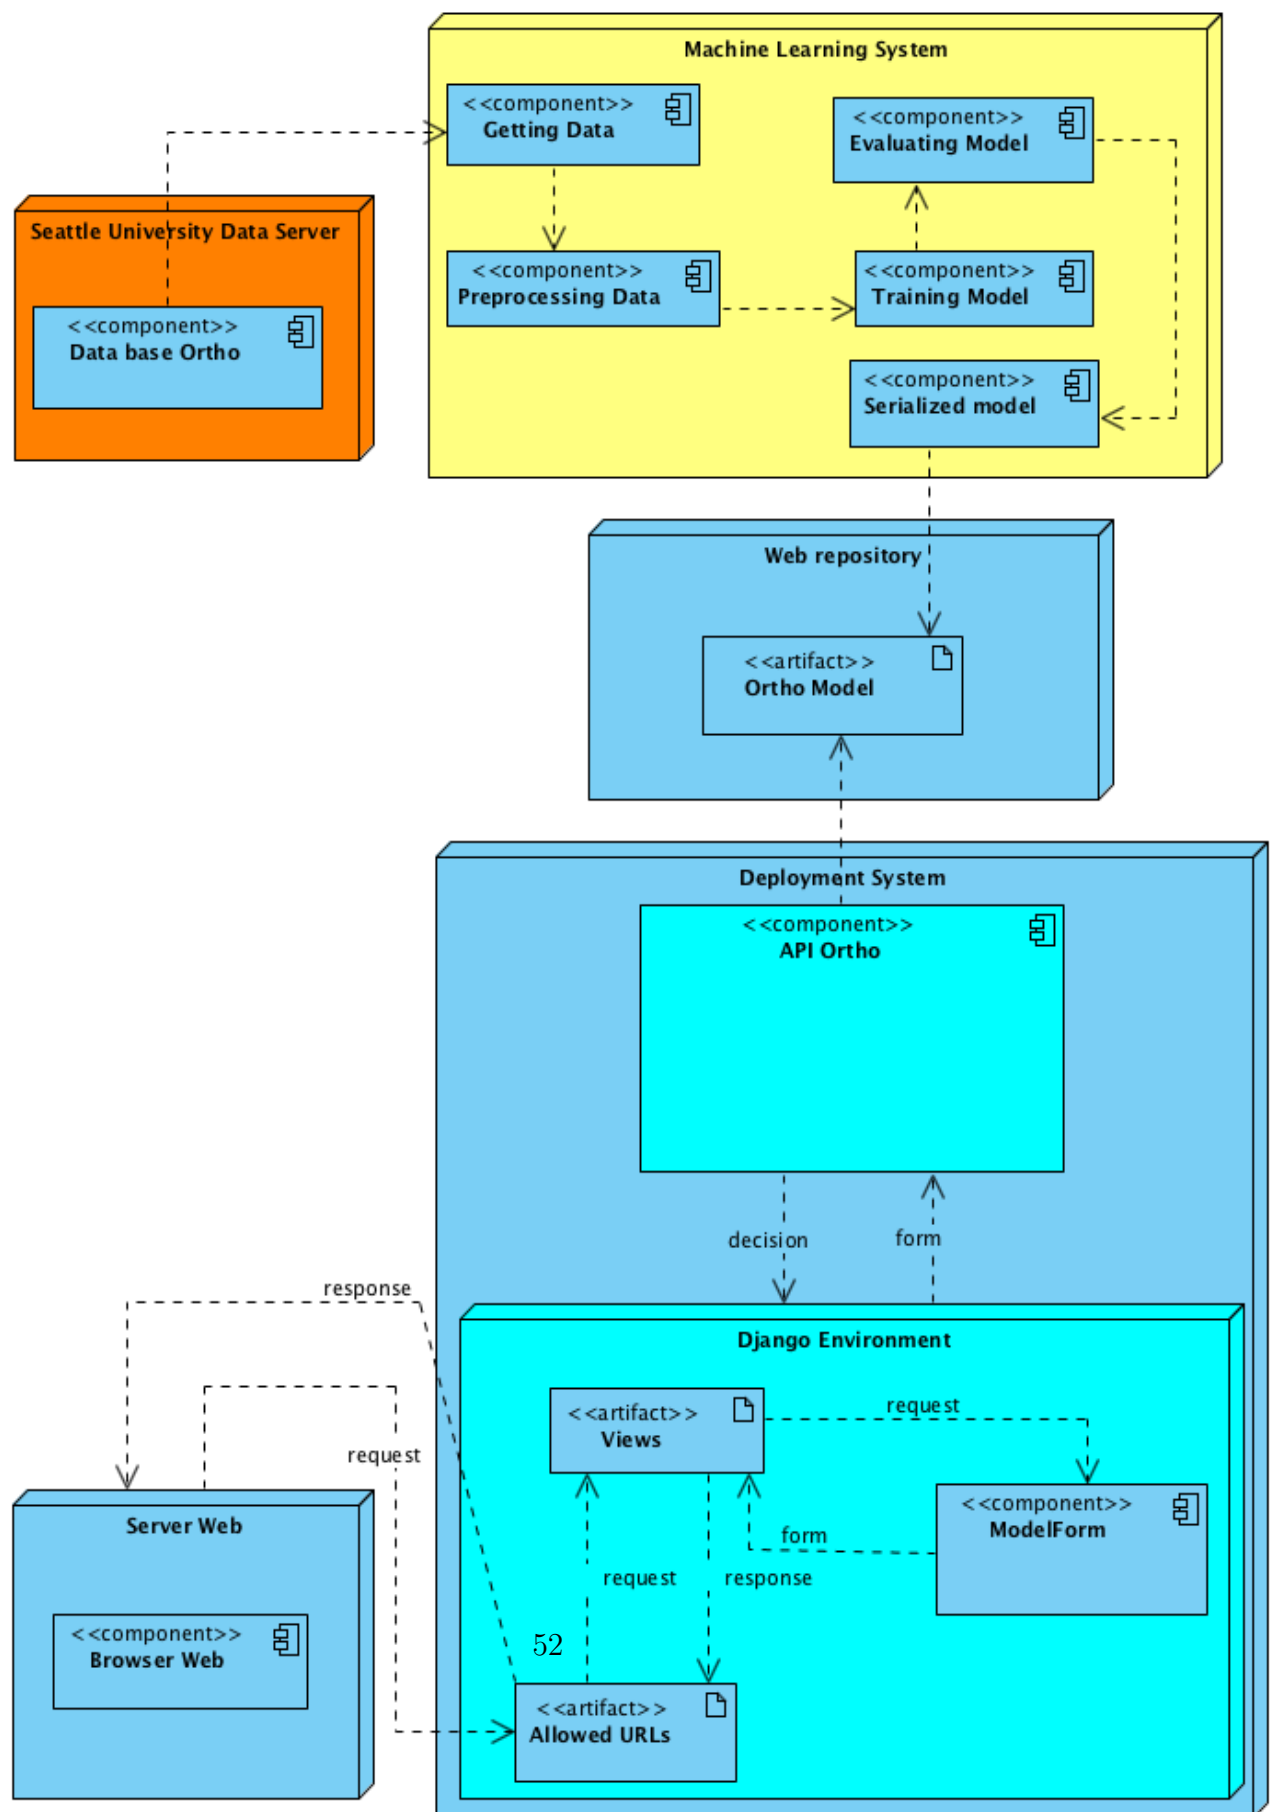 Machine Learning System
<<component>>
Getting Data
<<component>>
Evaluating Model
Seattle University Data Server
<<component>>
Preprocessing Data
<<component>>
Training Model
<<component>>
Data base Ortho
<<component>>
Serialized model
Web repository
<<artifact>>
Ortho Model
Deployment System
<<component>>
API Ortho
decision
form
response
Django Environment
request
<<artifact>>
Views
request
Server Web
<<component>>
ModelForm
form
request
response
<<component>>
Browser Web
52
<<artifact>>
Allowed URLs